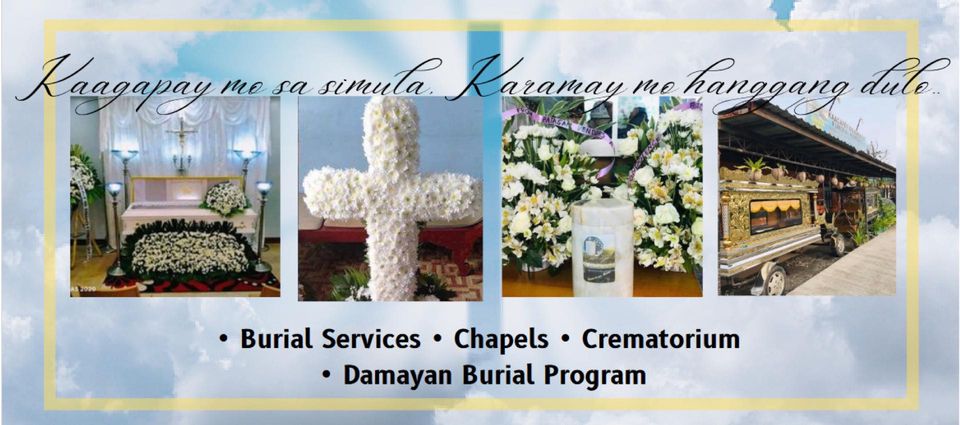 Kaagapay mo sa simula. Karamay mo hanggang dulo..
• Burial Services • Chapels • Crematorium
• Damayan Burial Program